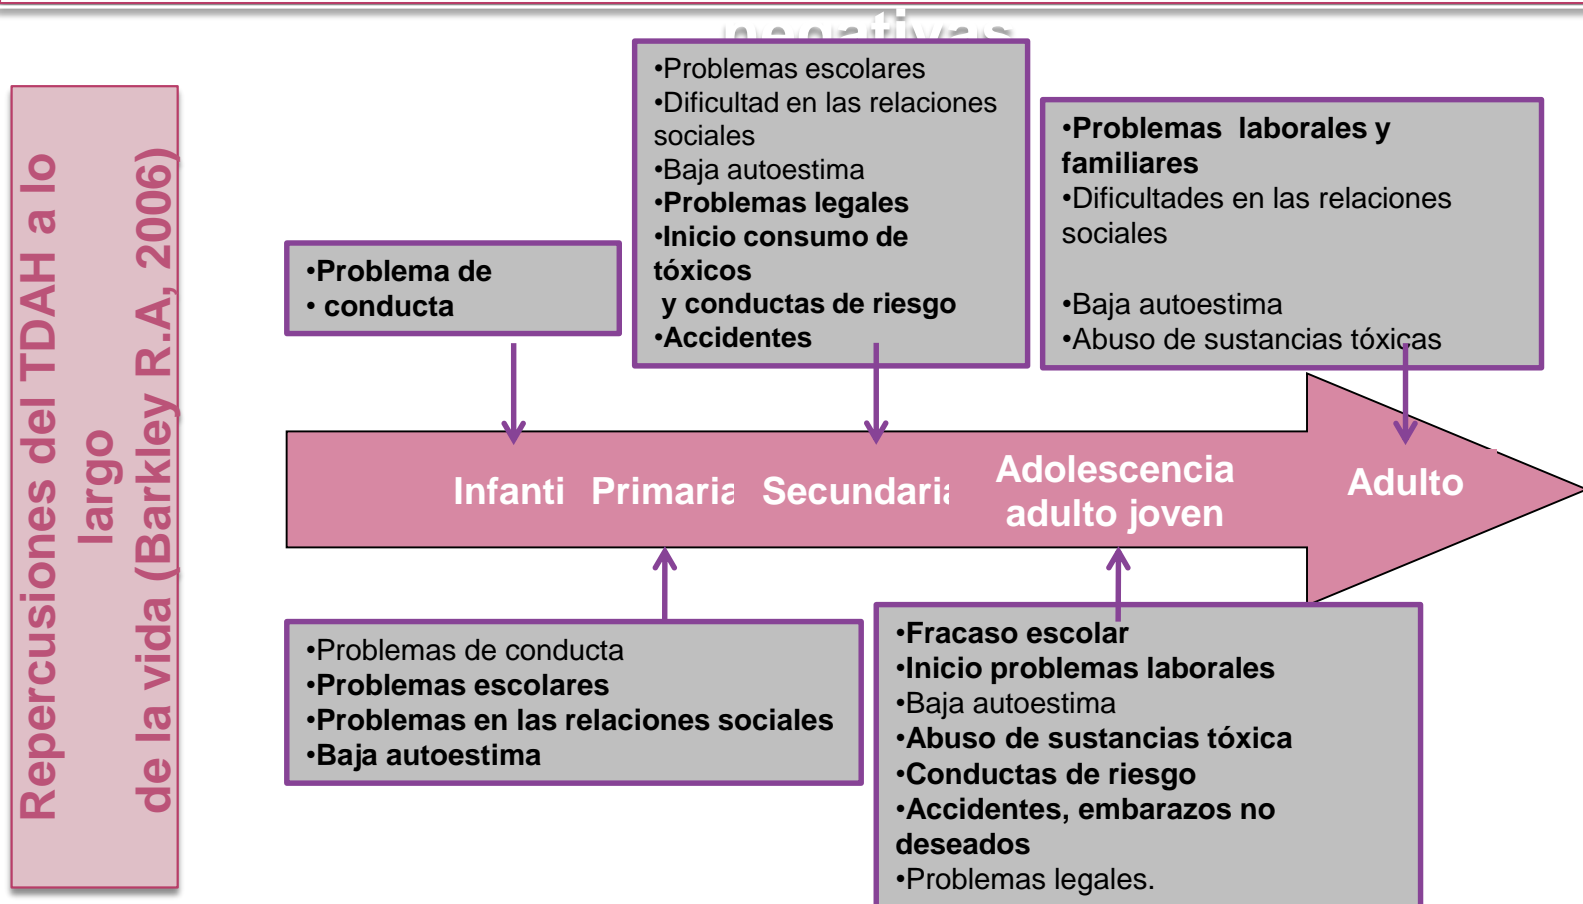 negativas
Repercusiones del TDAH a lo
largo
de la vida (Barkley R.A, 2006)
•Problema de
• conducta
•Problemas escolares
•Dificultad en las relaciones
sociales
•Baja autoestima
•Problemas legales
•Inicio consumo de
tóxicos
y conductas de riesgo
•Accidentes
•Problemas laborales y
familiares
•Dificultades en las relaciones
sociales
•Baja autoestima
•Abuso de sustancias tóxicas
Infanti
Primaria
Secundaria
Adolescencia
adulto joven
Adulto
•Problemas de conducta
•Problemas escolares
•Problemas en las relaciones sociales
•Baja autoestima
•Fracaso escolar
•Inicio problemas laborales
•Baja autoestima
•Abuso de sustancias tóxica
•Conductas de riesgo
•Accidentes, embarazos no
deseados
•Problemas legales.